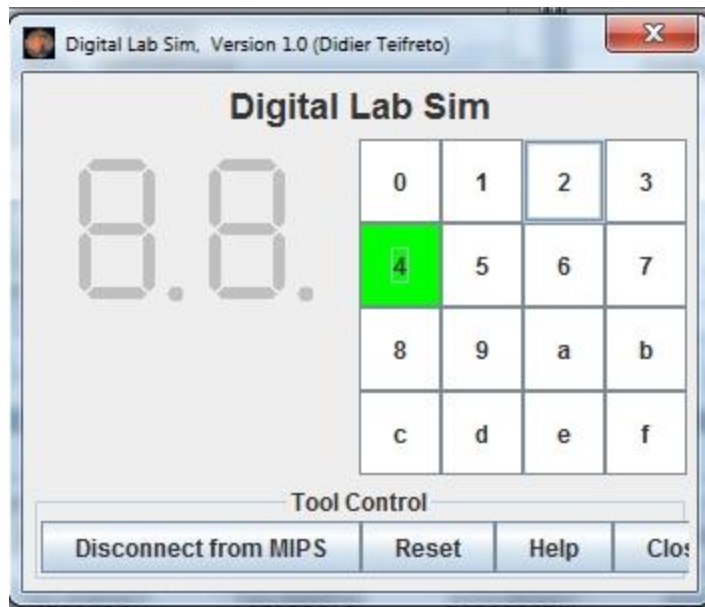 Digital Lab Sim, Version 1.0 (Didier Teifreto)
Digital Lab Sim
0 1 2 3
4 5 6 7
8 9 a b
c d e f
Tool Control
Disconnect from MIPS Reset Help Clos